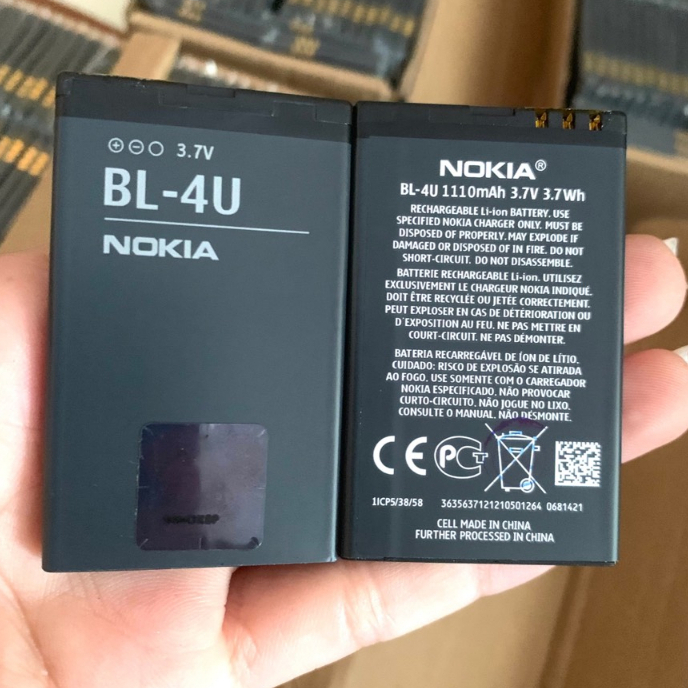 3.7V
BL-4U
NOKIA
NOKIA®
BL-4U 1110mAh 3.7V 3.7Wh
RECHARGEABLE Li-ion BATTERY. USE
SPECIFIED NOKIA CHARGER ONLY. MUST BE
DISPOSED OF PROPERLY. MAY EXPLODE IF
DAMAGED OR DISPOSED OF IN FIRE. DO NOT
SHORT-CIRCUIT. DO NOT DISASSEMBLE.
BATTERIE RECHARGEABLE Li-ion. UTILISEZ
EXCLUSIVEMENT LE CHARGEUR NOKIA INDIQUÉ.
DOIT ÊTRE RECYCLÉE OU JETÉE CORRECTEMENT.
PEUT EXPLOSER EN CAS DE DÉTÉRIORATION OU
D'EXPOSITION AU FEU. NE PAS METTRE EN
COURT-CIRCUIT. NE PAS DÉMONTER.
BATERIA RECARREGÁVEL DE ÍON DE LÍTIO.
CUIDADO: RISCO DE EXPLOSÃO SE ATIRADA
AO FOGO. USE SOMENTE COM O CARREGADOR
NOKIA ESPECIFICADO. NÃO PROVOCAR
CURTO-CIRCUITO. NÃO JOGUE NO LIXO.
CONSULTE O MANUAL. NÃO DESMONTE.
CE
1ICP5/38/58 3635637121210501264 0681421
CELL MADE IN CHINA
FURTHER PROCESSED IN CHINA